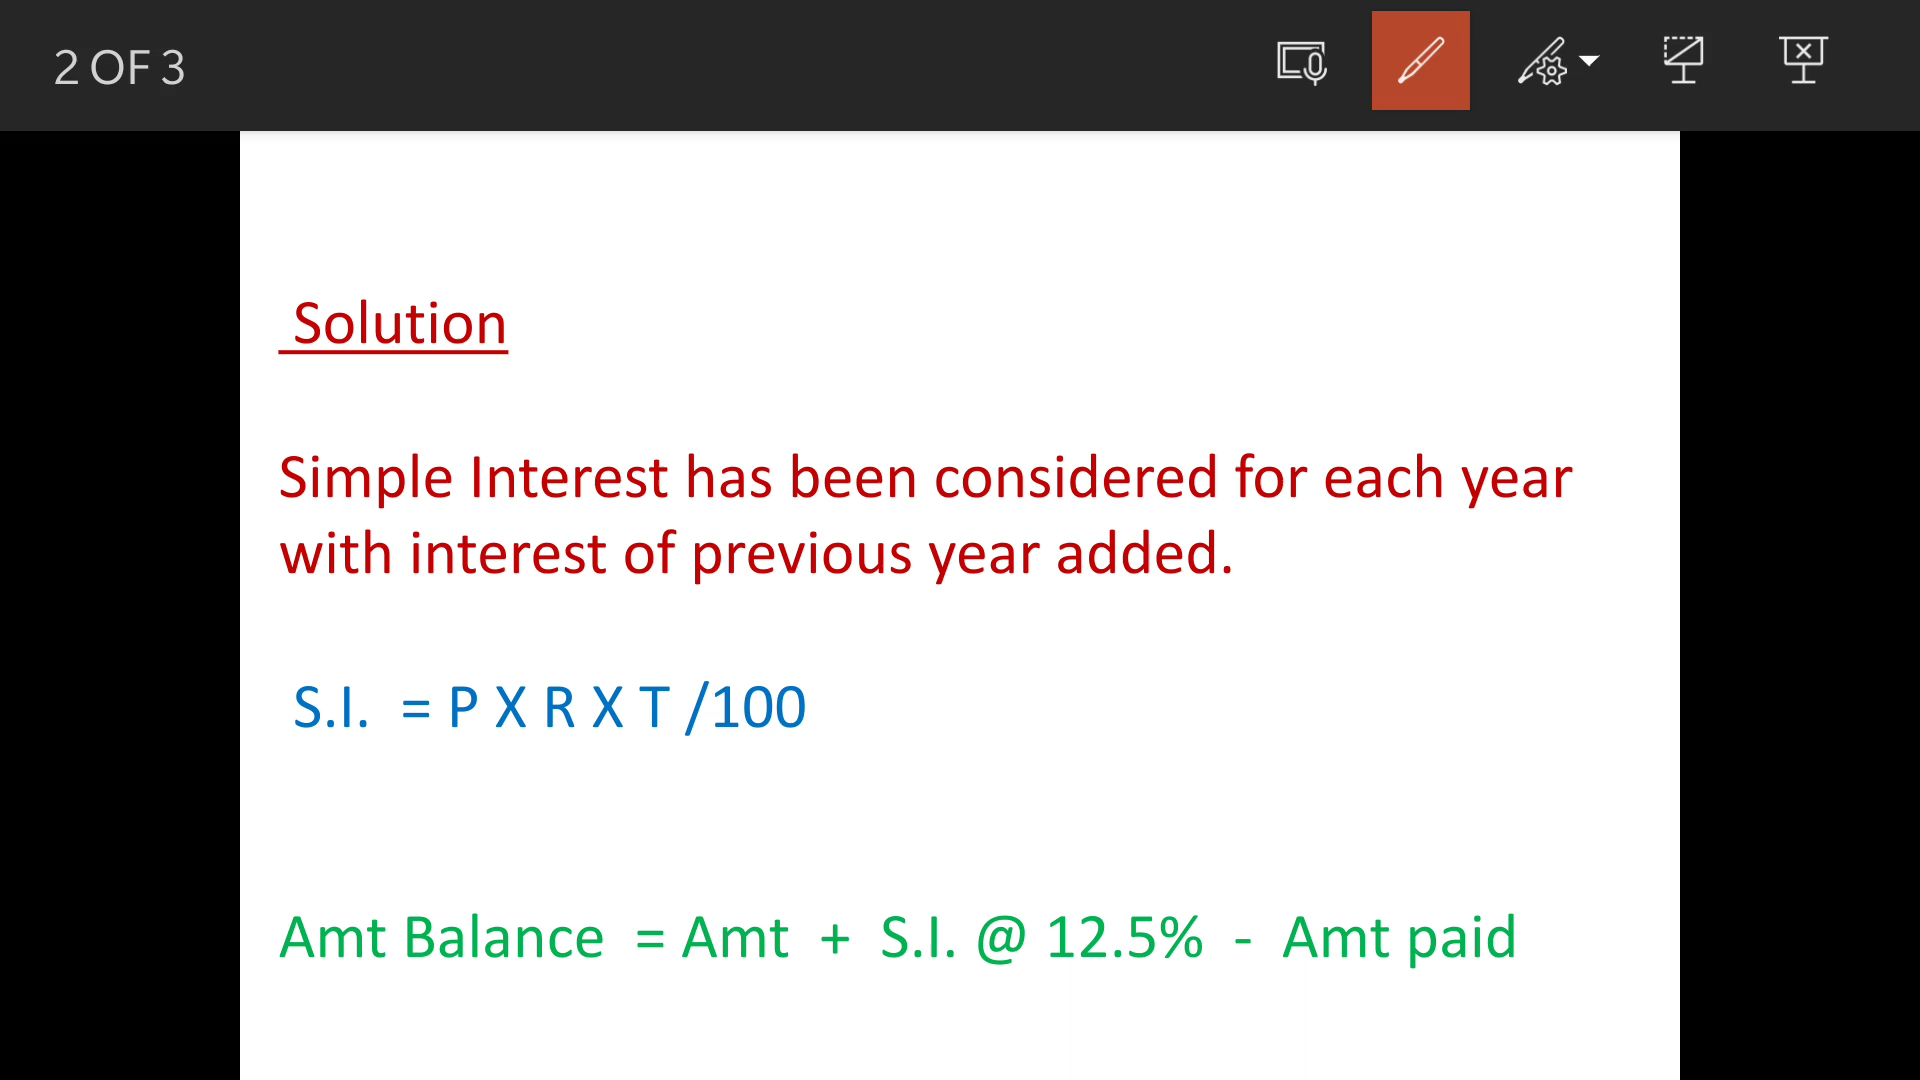 2 OF 3
Solution
Simple Interest has been considered for each year
with interest of previous year added.
S.I. = P X R X T /100
Amt Balance = Amt + S.I. @ 12.5% - Amt paid